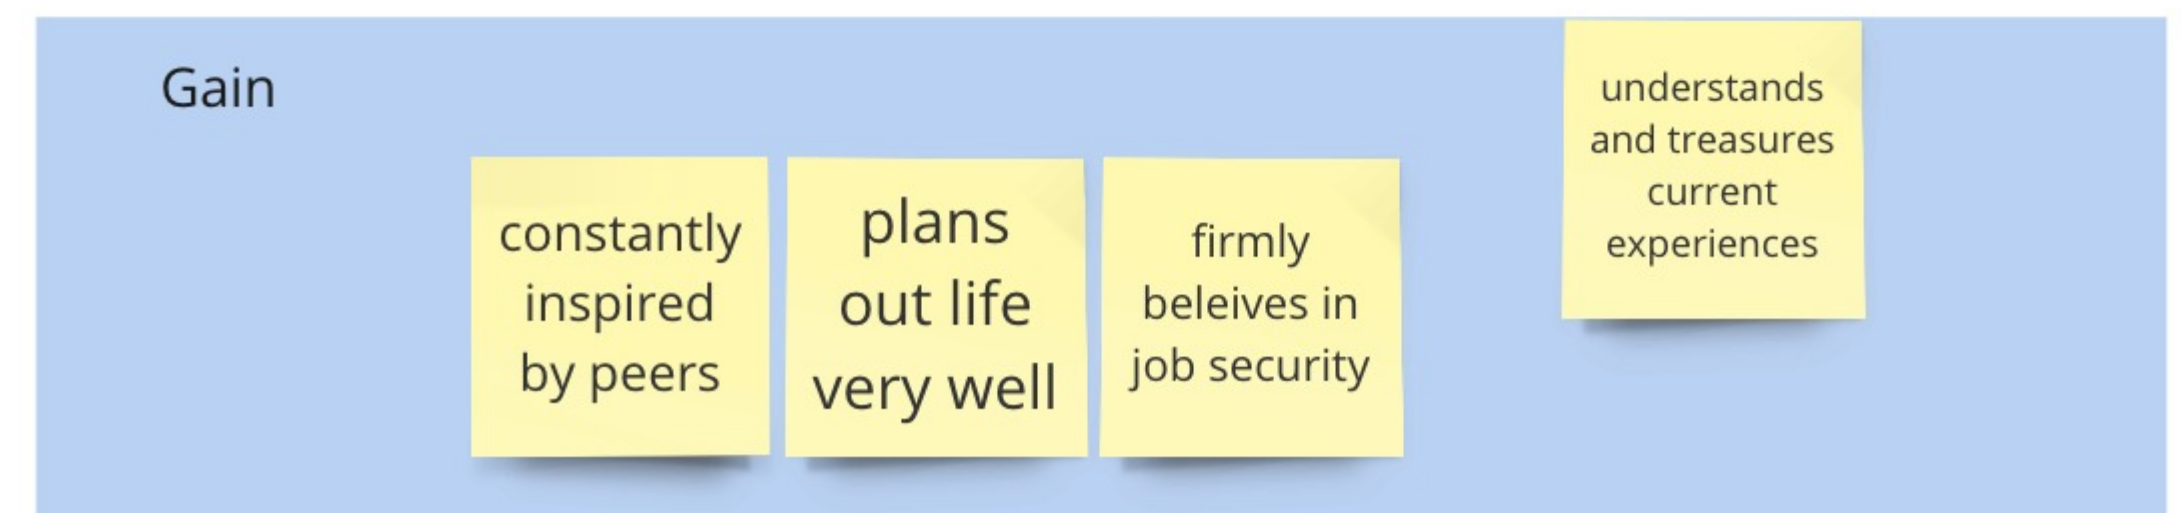 Gain
constantly
inspired
by peers
plans
out life
very well
firmly
beleives in
job security
understands
and treasures
current
experiences